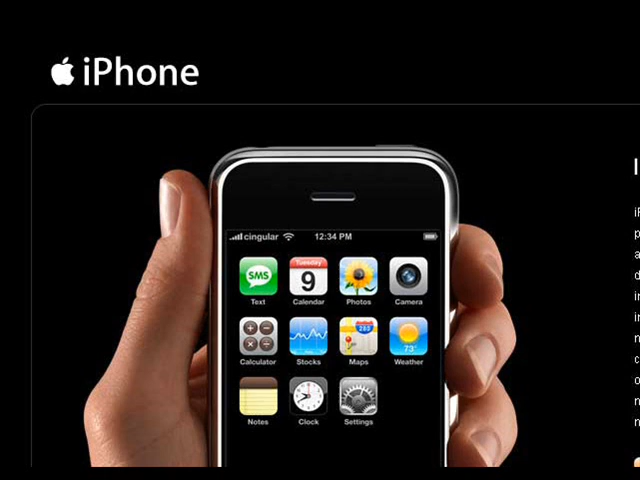 iPhone
cingular 12:34 PM
SMS
Tuesday
9
280
73°
Text Calendar Photos Camera
Calculator Stocks Maps Weather
Notes Clock Settings